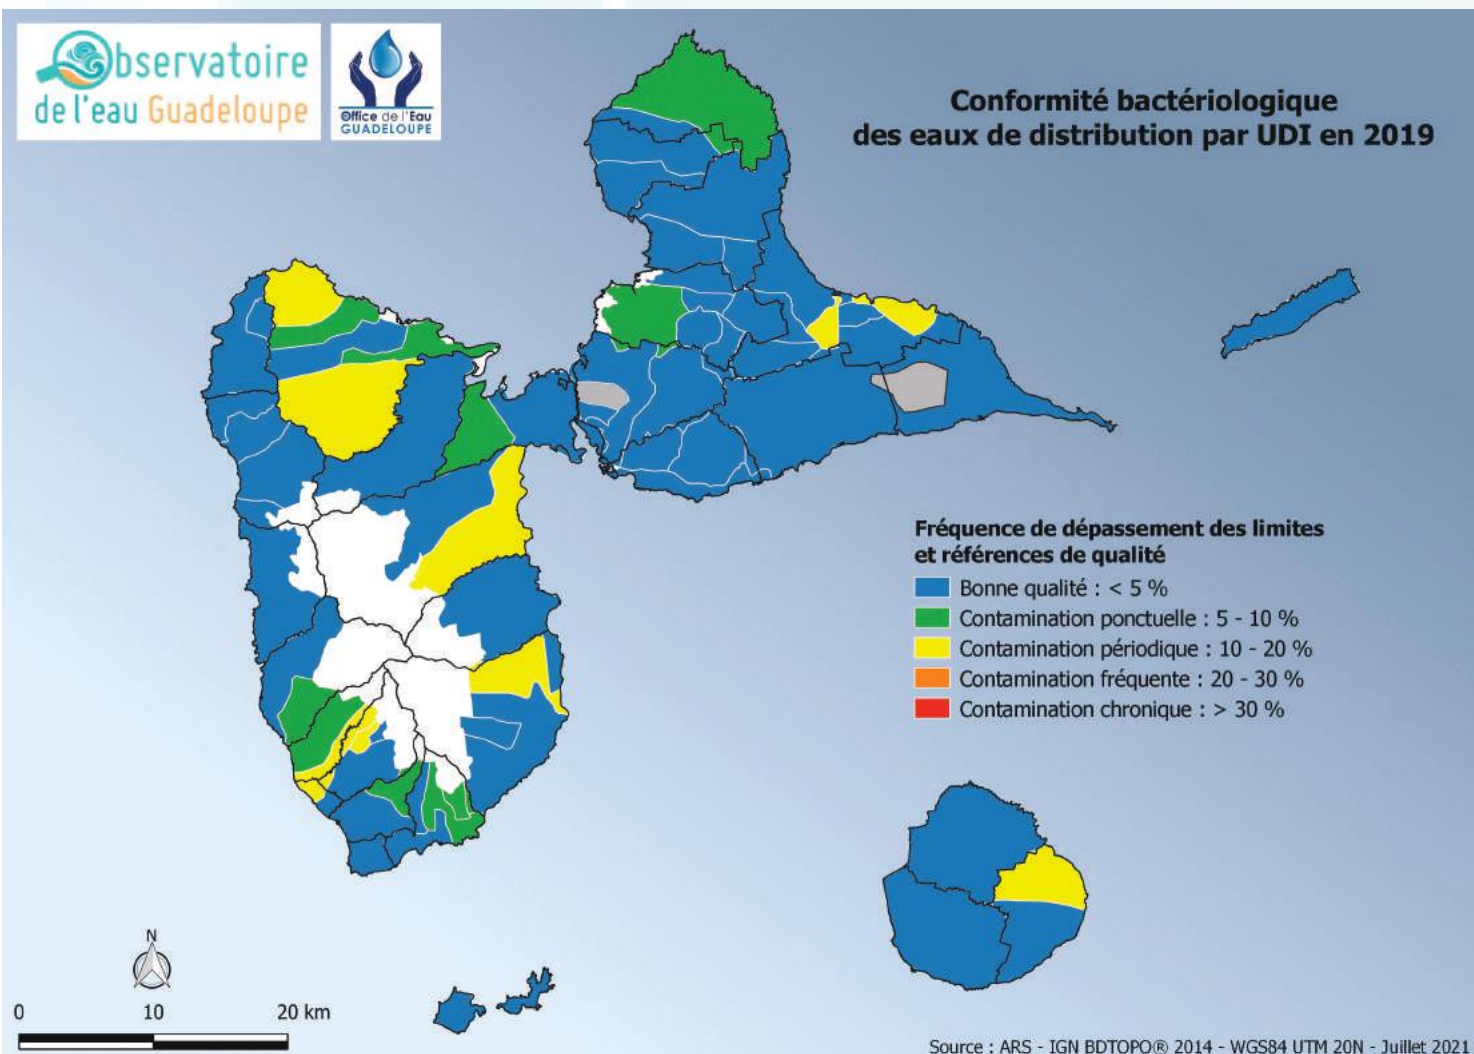 Observatoire
de l'eau Guadeloupe
Office de l'Eau
GUADELOUPE
Conformité bactériologique
des eaux de distribution par UDI en 2019
Fréquence de dépassement des limites
et références de qualité
Bonne qualité : < 5 %
Contamination ponctuelle : 5 - 10 %
Contamination périodique : 10 - 20 %
Contamination fréquente : 20 - 30 %
Contamination chronique : > 30 %
N
0 10 20 km
Source : ARS - IGN BDTOPO® 2014 - WGS84 UTM 20N - Juillet 2021